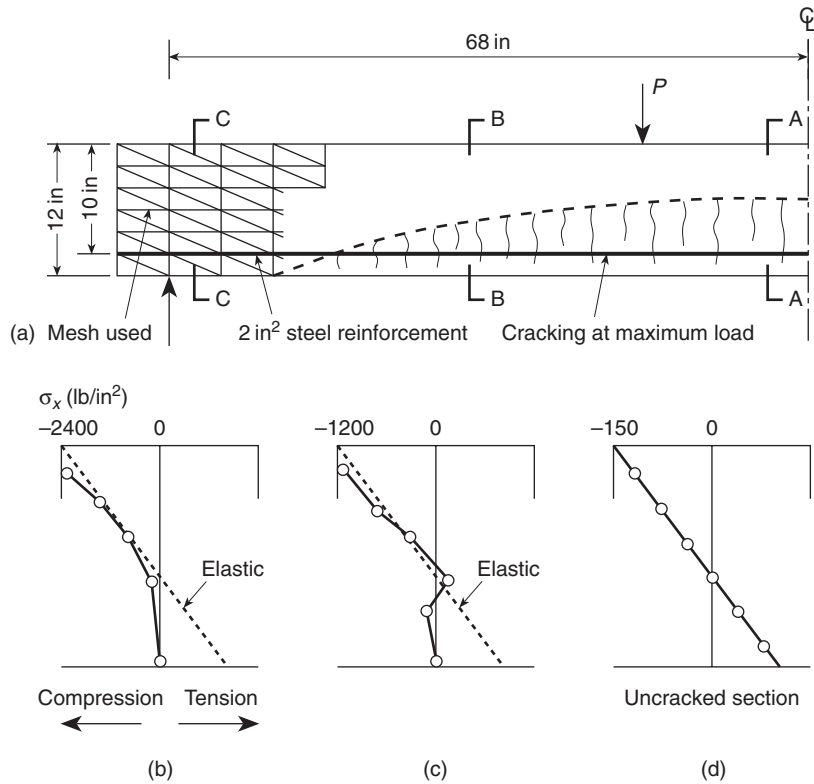 ℄
68 in
P
C
B
A
12 in
10 in
C
B
A
(a) Mesh used
2 in² steel reinforcement
Cracking at maximum load
σx (lb/in²)
−2400 0
−1200 0
−150 0
Elastic
Elastic
Compression Tension
Uncracked section
(b)
(c)
(d)